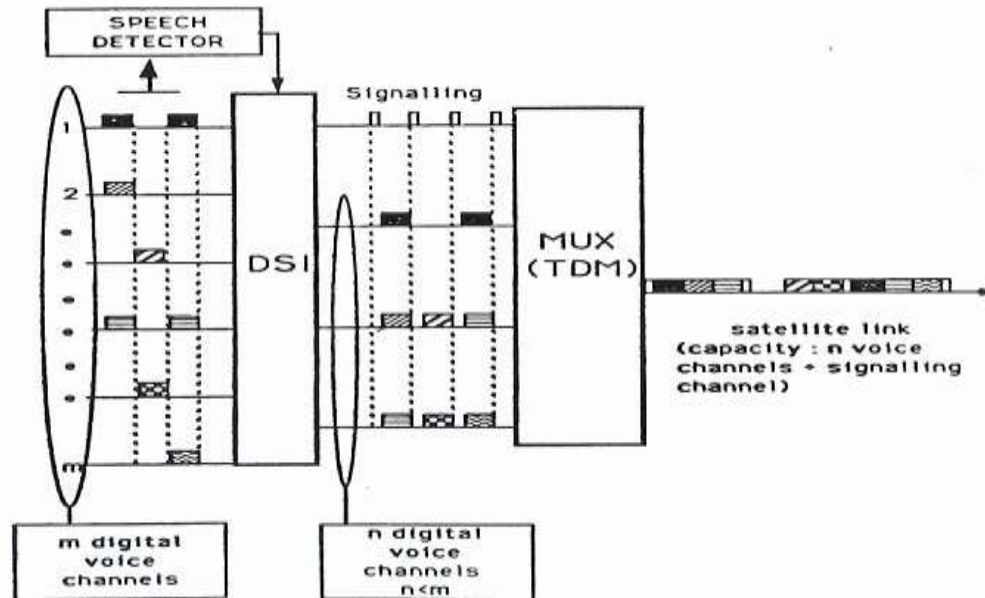 SPEECH
DETECTOR
Signalling
1
2
m
DSI
MUX
(TDM)
satellite link
(capacity : n voice
channels + signalling
channel)
m digital
voice
channels
n digital
voice
channels
n<m